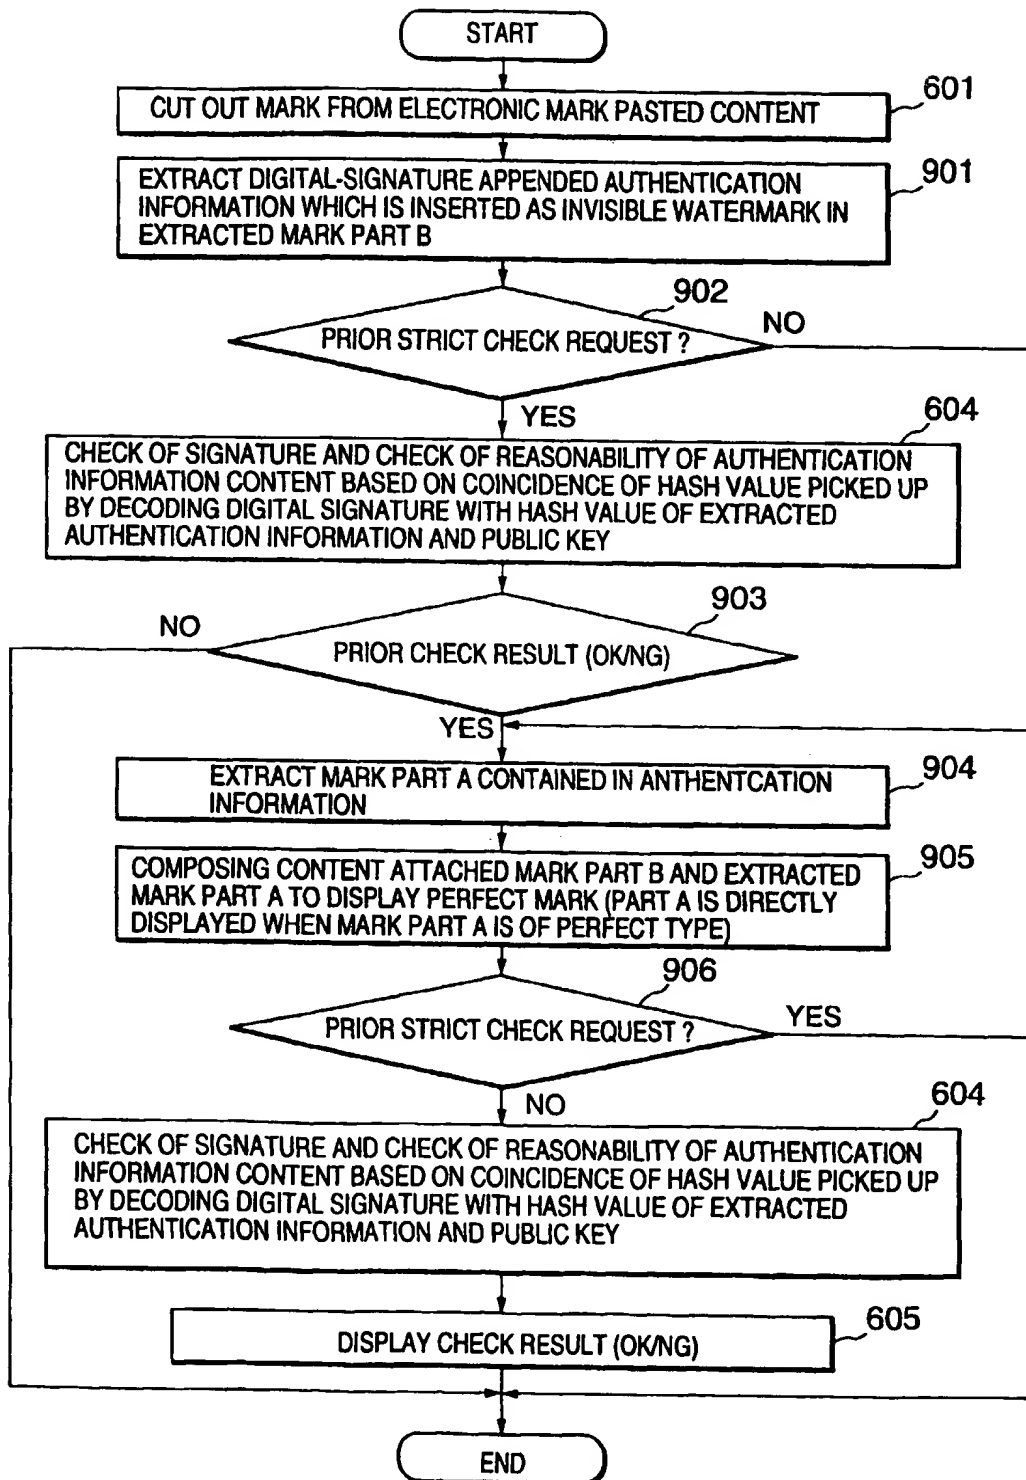 START
CUT OUT MARK FROM ELECTRONIC MARK PASTED CONTENT
601
EXTRACT DIGITAL-SIGNATURE APPENDED AUTHENTICATION
INFORMATION WHICH IS INSERTED AS INVISIBLE WATERMARK IN
EXTRACTED MARK PART B
901
902
PRIOR STRICT CHECK REQUEST ?
NO
YES
604
CHECK OF SIGNATURE AND CHECK OF REASONABILITY OF AUTHENTICATION
INFORMATION CONTENT BASED ON COINCIDENCE OF HASH VALUE PICKED UP
BY DECODING DIGITAL SIGNATURE WITH HASH VALUE OF EXTRACTED
AUTHENTICATION INFORMATION AND PUBLIC KEY
903
NO
PRIOR CHECK RESULT (OK/NG)
YES
EXTRACT MARK PART A CONTAINED IN ANTHENTCATION
INFORMATION
904
COMPOSING CONTENT ATTACHED MARK PART B AND EXTRACTED
MARK PART A TO DISPLAY PERFECT MARK (PART A IS DIRECTLY
DISPLAYED WHEN MARK PART A IS OF PERFECT TYPE)
905
906
PRIOR STRICT CHECK REQUEST ?
YES
NO
604
CHECK OF SIGNATURE AND CHECK OF REASONABILITY OF AUTHENTICATION
INFORMATION CONTENT BASED ON COINCIDENCE OF HASH VALUE PICKED UP
BY DECODING DIGITAL SIGNATURE WITH HASH VALUE OF EXTRACTED
AUTHENTICATION INFORMATION AND PUBLIC KEY
605
DISPLAY CHECK RESULT (OK/NG)
END